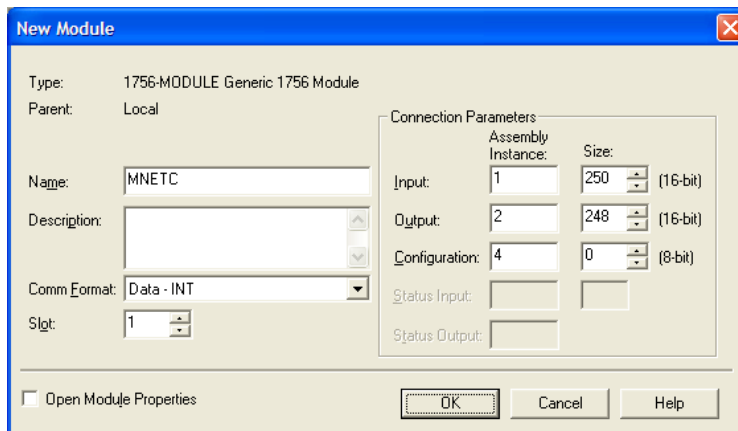 New Module
Type: 1756-MODULE Generic 1756 Module
Parent: Local
Connection Parameters
Assembly Instance: Size:
Name: MNETC
Input: 1 250 (16-bit)
Description:
Output: 2 248 (16-bit)
Configuration: 4 0 (8-bit)
Comm Format: Data - INT
Status Input:
Slot: 1
Status Output:
Open Module Properties
OK Cancel Help